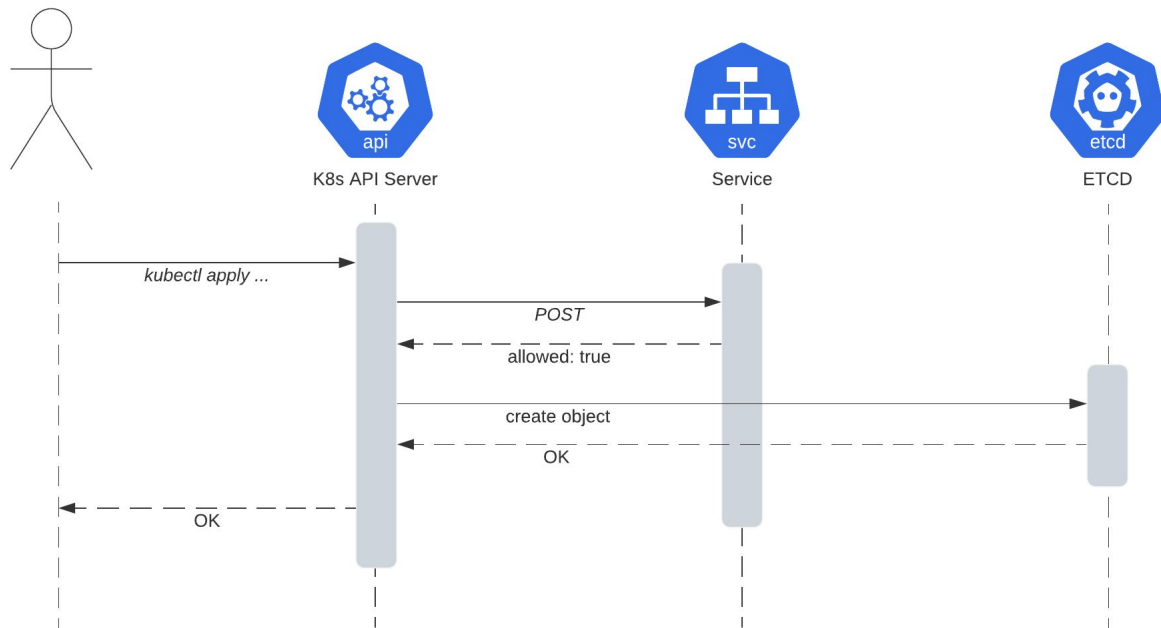 api
svc
etcd
K8s API Server
Service
ETCD
kubectl apply ...
POST
allowed: true
create object
OK
OK